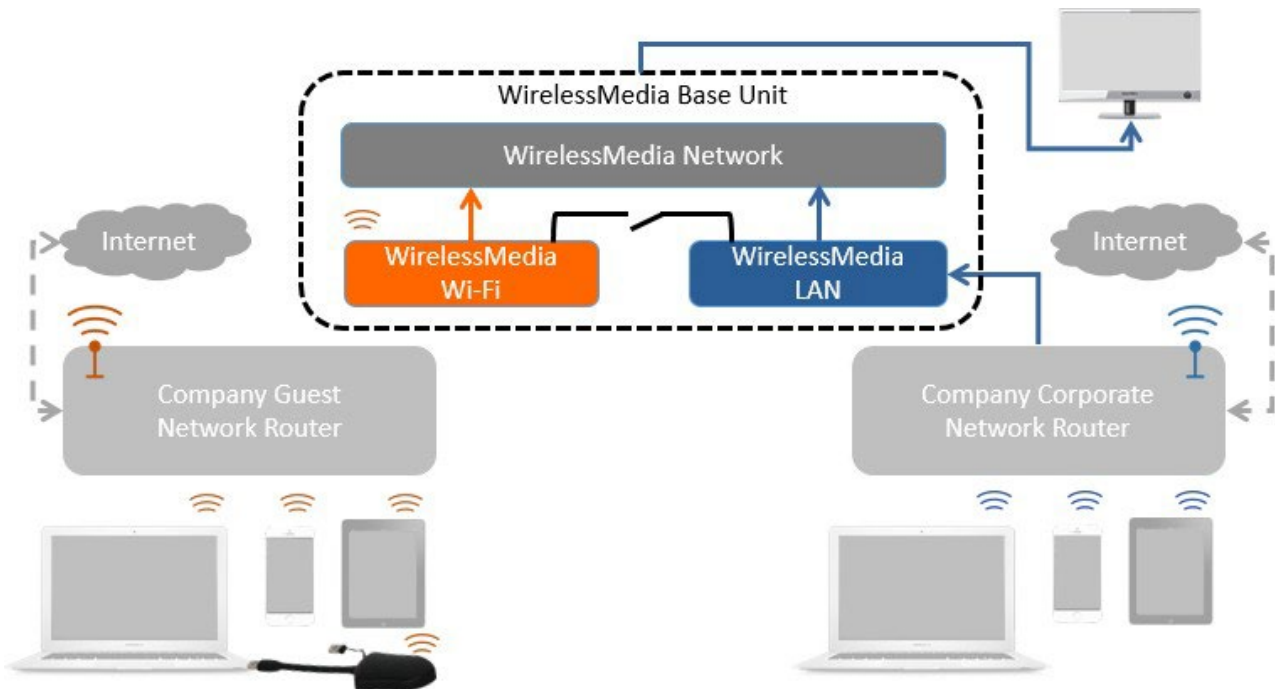 WirelessMedia Base Unit
WirelessMedia Network
Internet
WirelessMedia
Wi-Fi
WirelessMedia
LAN
Internet
Company Guest
Network Router
Company Corporate
Network Router